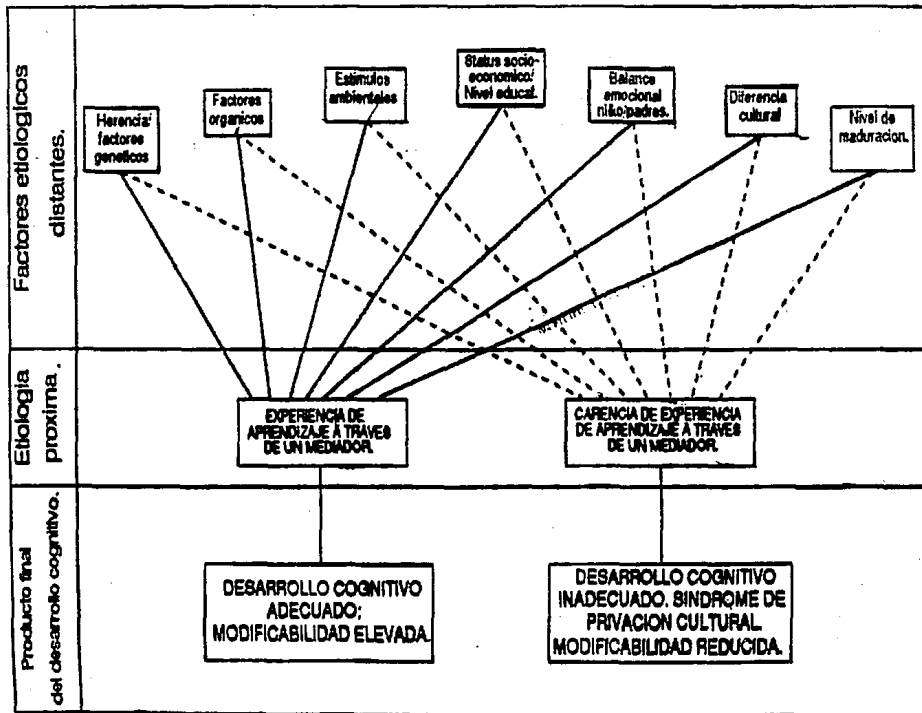 Factores etiologicos
distantes.
Herencia/
factores
geneticos
Factores
organicos
Estimulos
ambientales
Status socio-
economico/
Nivel educat.
Balance
emocional
niño/padres.
Diferencia
cultural
Nivel de
maduracion.
Etiologia
proxima.
EXPERIENCIA DE
APRENDIZAJE A TRAVES
DE UN MEDIADOR.
CARENCIA DE EXPERIENCIA
DE APRENDIZAJE A TRAVES
DE UN MEDIADOR.
Producto final
del desarrollo cognitivo.
DESARROLLO COGNITIVO
ADECUADO;
MODIFICABILIDAD ELEVADA.
DESARROLLO COGNITIVO
INADECUADO. SINDROME DE
PRIVACION CULTURAL.
MODIFICABILIDAD REDUCIDA.